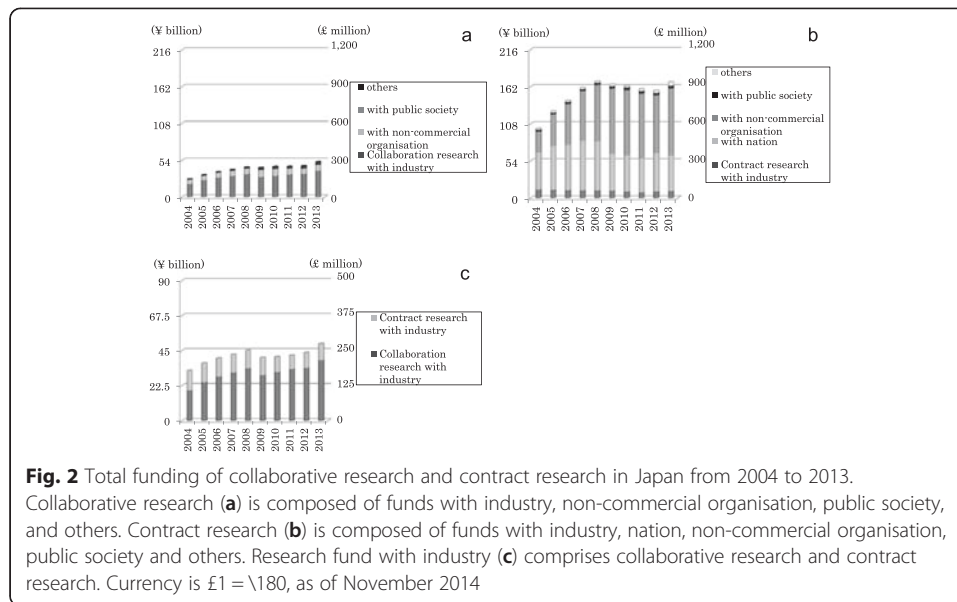 (¥ billion)
(£ million)
a
216
162
108
54
0
1,200
900
600
300
0
2004
2005
2006
2007
2008
2009
2010
2011
2012
2013
others
with public society
with non-commercial
organisation
Collaboration research
with industry
(¥ billion)
(£ million)
b
216
162
108
54
0
1,200
900
600
300
0
2004
2005
2006
2007
2008
2009
2010
2011
2012
2013
others
with public society
with non-commercial
organisation
with nation
Contract research
with industry
(¥ billion)
(£ million)
c
90
67.5
45
22.5
0
500
375
250
125
0
2004
2005
2006
2007
2008
2009
2010
2011
2012
2013
Contract research
with industry
Collaboration
research with
industry
Fig. 2 Total funding of collaborative research and contract research in Japan from 2004 to 2013.
Collaborative research (a) is composed of funds with industry, non-commercial organisation, public society,
and others. Contract research (b) is composed of funds with industry, nation, non-commercial organisation,
public society and others. Research fund with industry (c) comprises collaborative research and contract
research. Currency is £1 = \180, as of November 2014